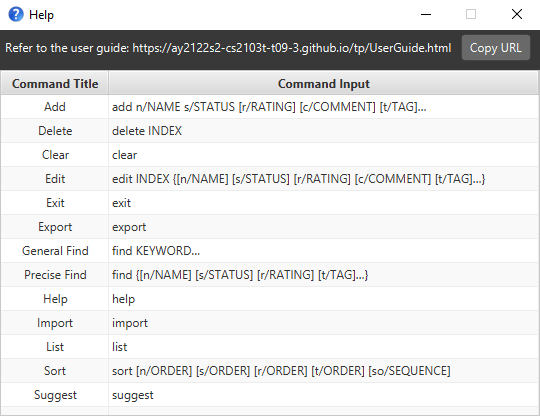 Help
Refer to the user guide: https://ay2122s2-cs2103t-t09-3.github.io/tp/UserGuide.html Copy URL
Command Title Command Input
Add add n/NAME s/STATUS [r/RATING] [c/COMMENT] [t/TAG]...
Delete delete INDEX
Clear clear
Edit edit INDEX {[n/NAME] [s/STATUS] [r/RATING] [c/COMMENT] [t/TAG]...}
Exit exit
Export export
General Find find KEYWORD...
Precise Find find {[n/NAME] [s/STATUS] [r/RATING] [t/TAG]...}
Help help
Import import
List list
Sort sort [n/ORDER] [s/ORDER] [r/ORDER] [t/ORDER] [so/SEQUENCE]
Suggest suggest